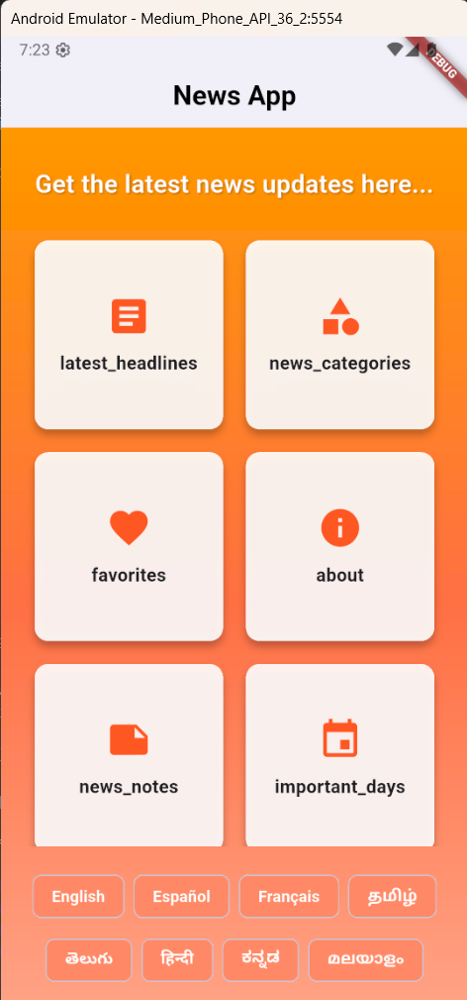 Android Emulator - Medium_Phone_API_36_2:5554
7:23
DEBUG
News App
Get the latest news updates here...
latest_headlines news_categories
favorites about
news_notes important_days
English Español Français தமிழ்
తెలుగు हिन्दी ಕನ್ನಡ മലയാളം